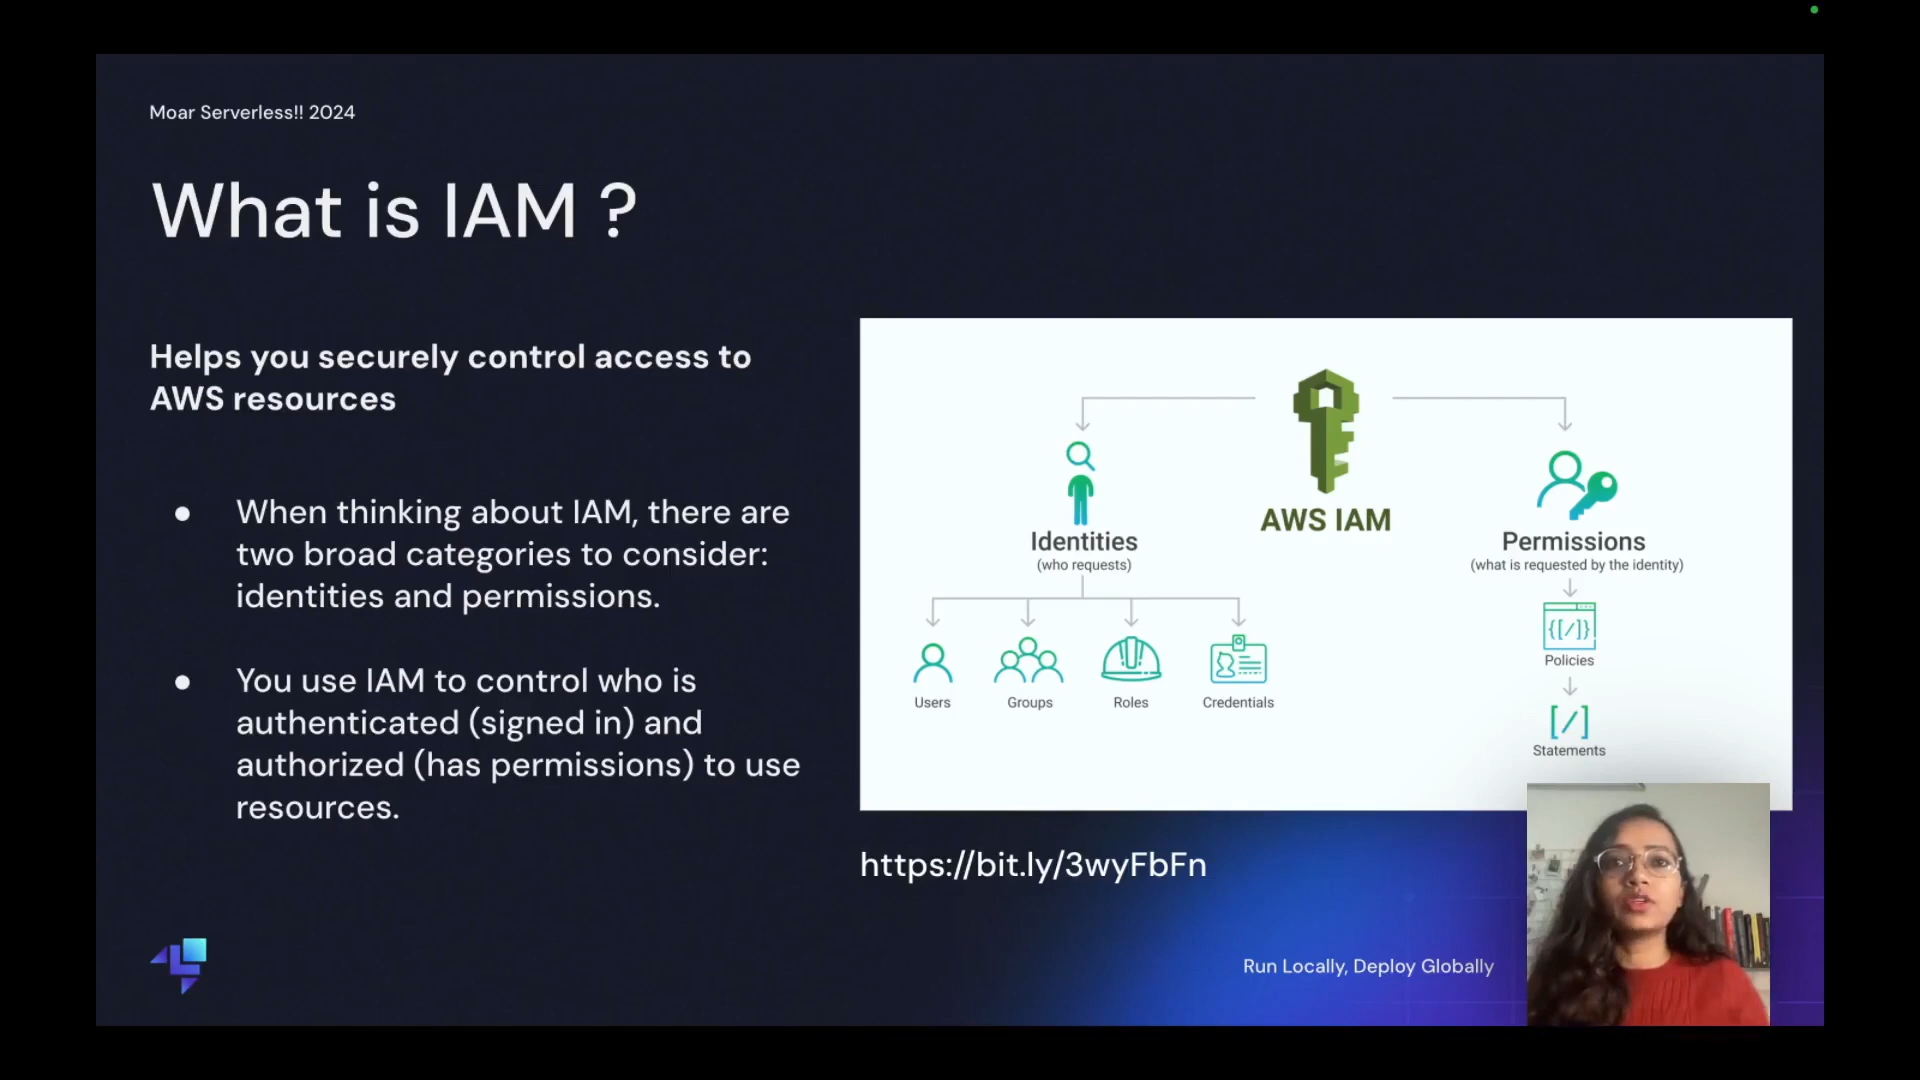 Moar Serverless!! 2024
What is IAM ?
Helps you securely control access to
AWS resources
● When thinking about IAM, there are
two broad categories to consider:
identities and permissions.
● You use IAM to control who is
authenticated (signed in) and
authorized (has permissions) to use
resources.
AWS IAM
Identities
(who requests)
Users
Groups
Roles
Credentials
Permissions
(what is requested by the identity)
{[/]}
Policies
[/]
Statements
https://bit.ly/3wyFbFn
Run Locally, Deploy Globally